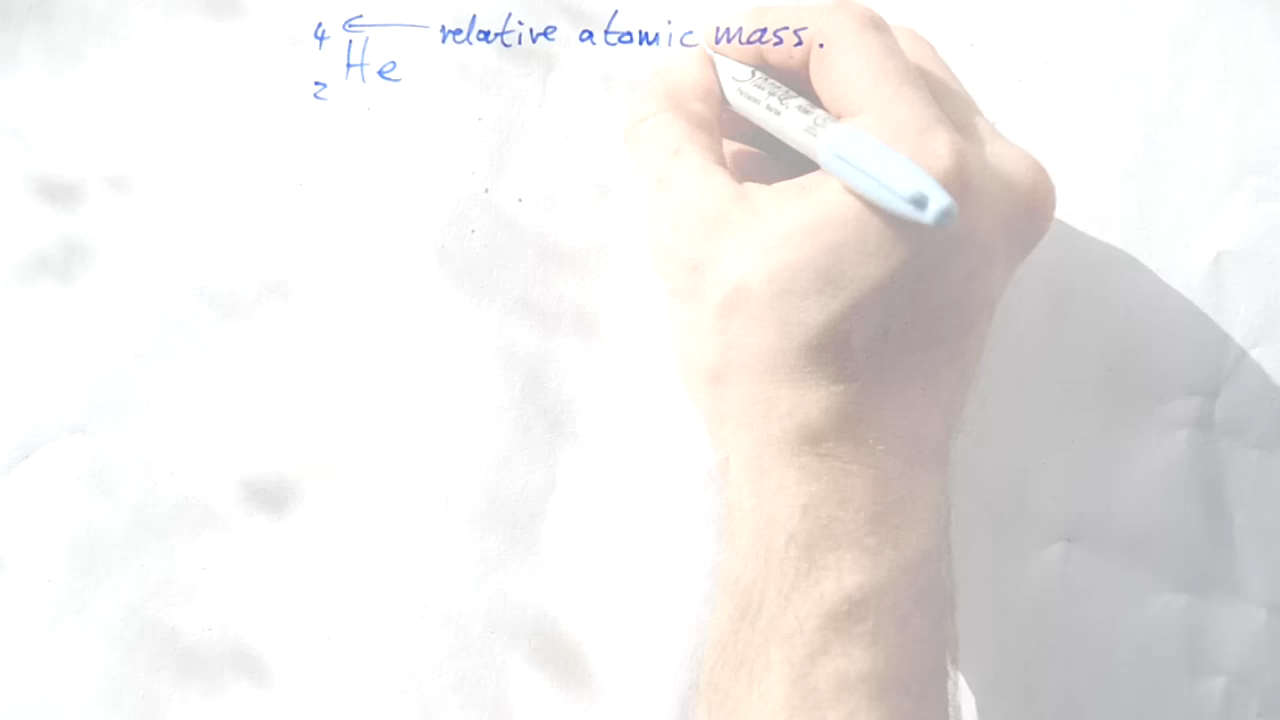 4 ← relative atomic mass.
He
2